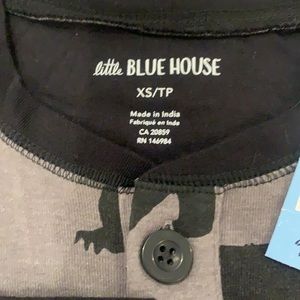 little BLUE HOUSE
XS/TP
Made in India
Fabriqué en Inde
CA 20859
RN 146984